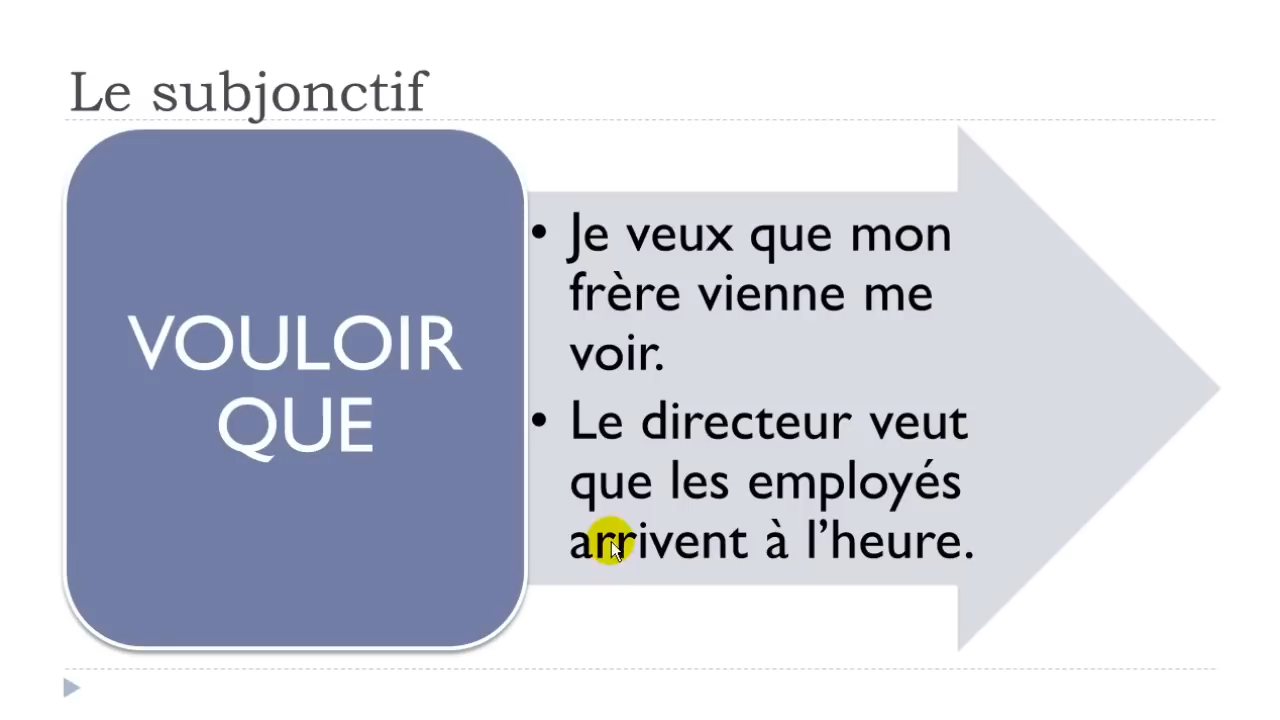 Le subjonctif
VOULOIR
QUE
• Je veux que mon
frère vienne me
voir.
• Le directeur veut
que les employés
arrivent à l’heure.